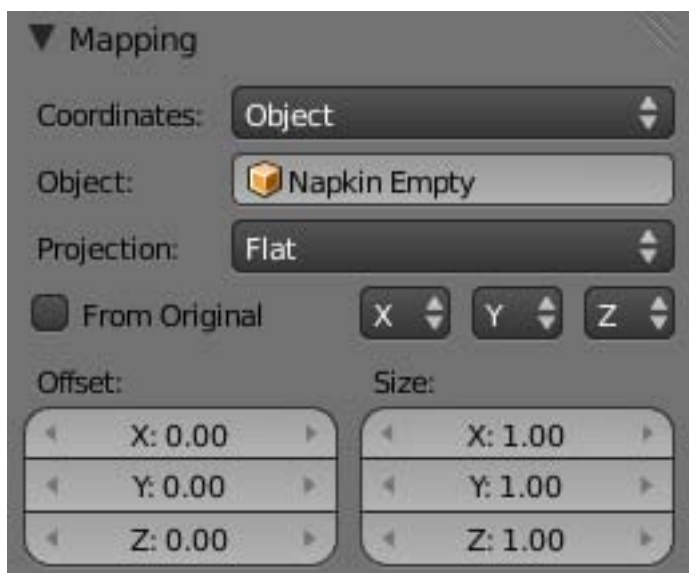 Mapping
Coordinates: Object
Object: Napkin Empty
Projection: Flat
From Original X Y Z
Offset: Size:
X: 0.00 X: 1.00
Y: 0.00 Y: 1.00
Z: 0.00 Z: 1.00